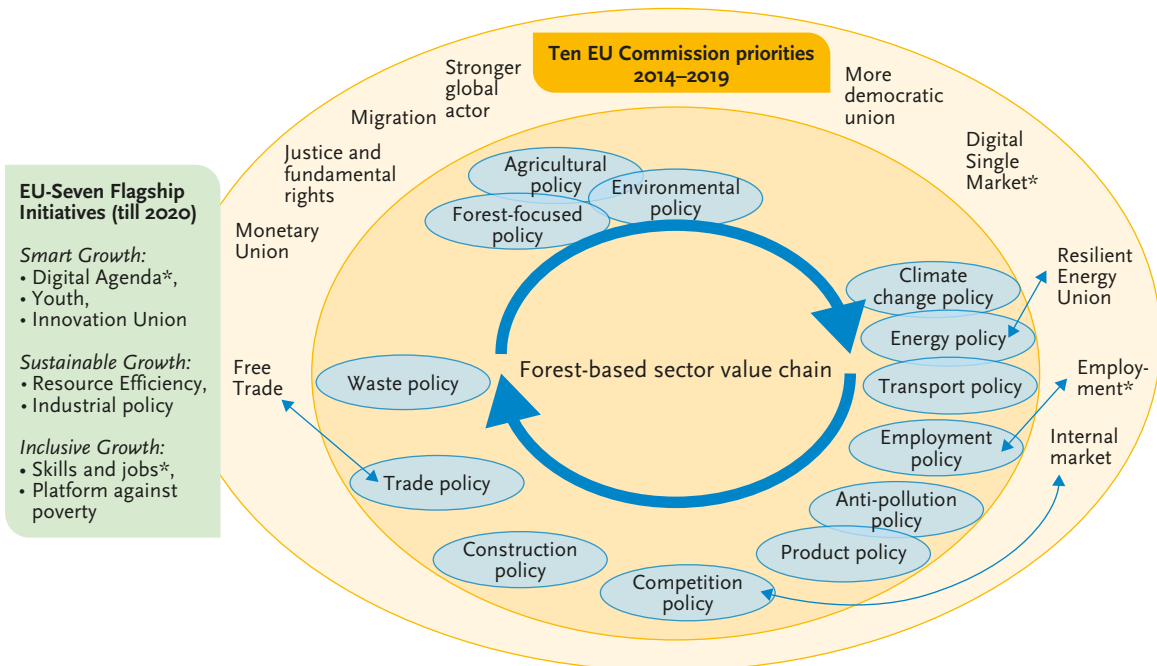 Ten EU Commission priorities
2014–2019
Stronger
global
actor
More
democratic
union
Migration
Digital
Single
Market*
Justice and
fundamental
rights
Monetary
Union
Free
Trade
Resilient
Energy
Union
Employ-
ment*
Internal
market
EU-Seven Flagship
Initiatives (till 2020)
Smart Growth:
• Digital Agenda*,
• Youth,
• Innovation Union
Sustainable Growth:
• Resource Efficiency,
• Industrial policy
Inclusive Growth:
• Skills and jobs*,
• Platform against
poverty
Agricultural
policy
Environmental
policy
Forest-focused
policy
Climate
change policy
Energy policy
Transport policy
Employment
policy
Anti-pollution
policy
Product policy
Competition
policy
Construction
policy
Trade policy
Waste policy
Forest-based sector value chain